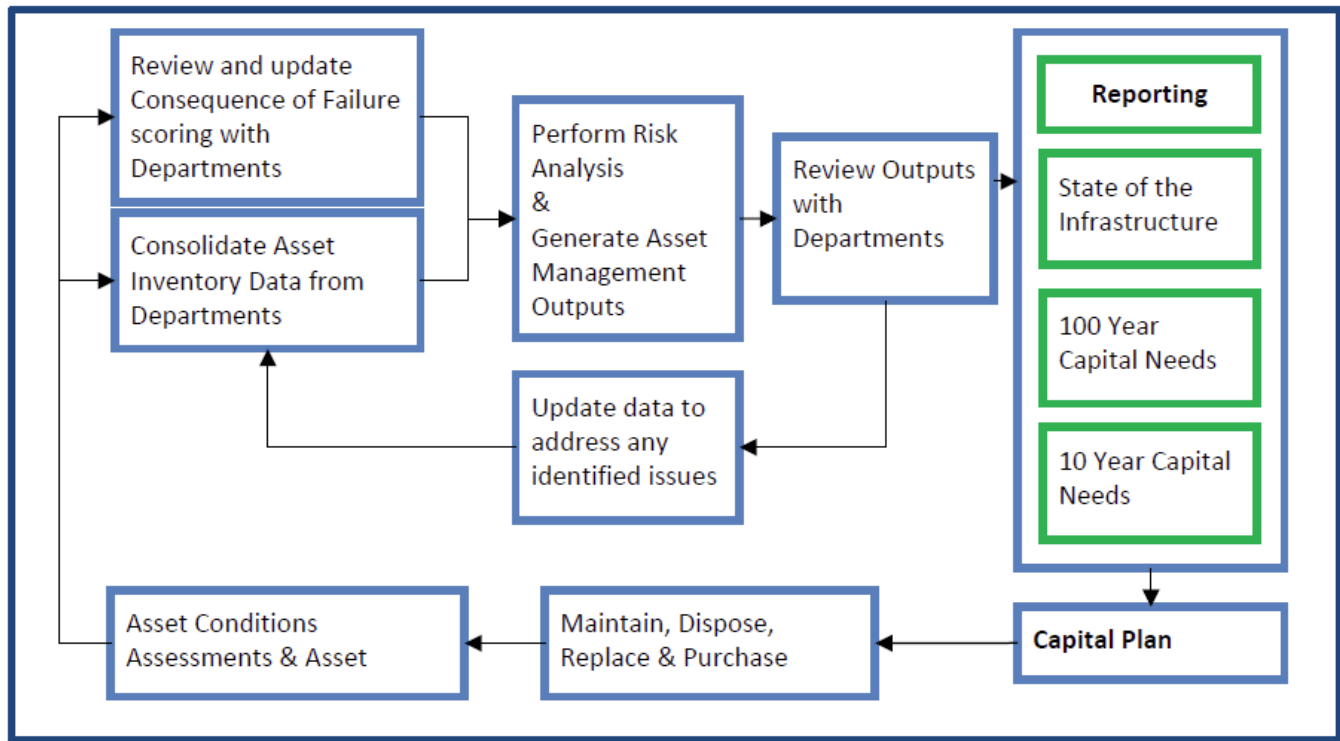 Review and update
Consequence of Failure
scoring with
Departments
Consolidate Asset
Inventory Data from
Departments
Perform Risk
Analysis
&
Generate Asset
Management
Outputs
Review Outputs
with
Departments
Update data to
address any
identified issues
Reporting
State of the
Infrastructure
100 Year
Capital Needs
10 Year Capital
Needs
Capital Plan
Maintain, Dispose,
Replace & Purchase
Asset Conditions
Assessments & Asset